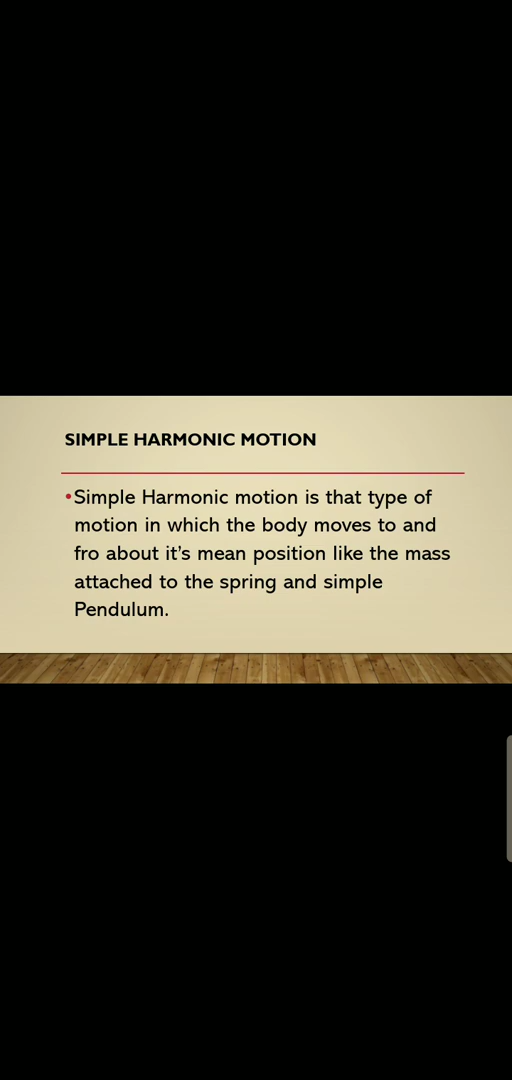 SIMPLE HARMONIC MOTION
•Simple Harmonic motion is that type of
motion in which the body moves to and
fro about it’s mean position like the mass
attached to the spring and simple
Pendulum.